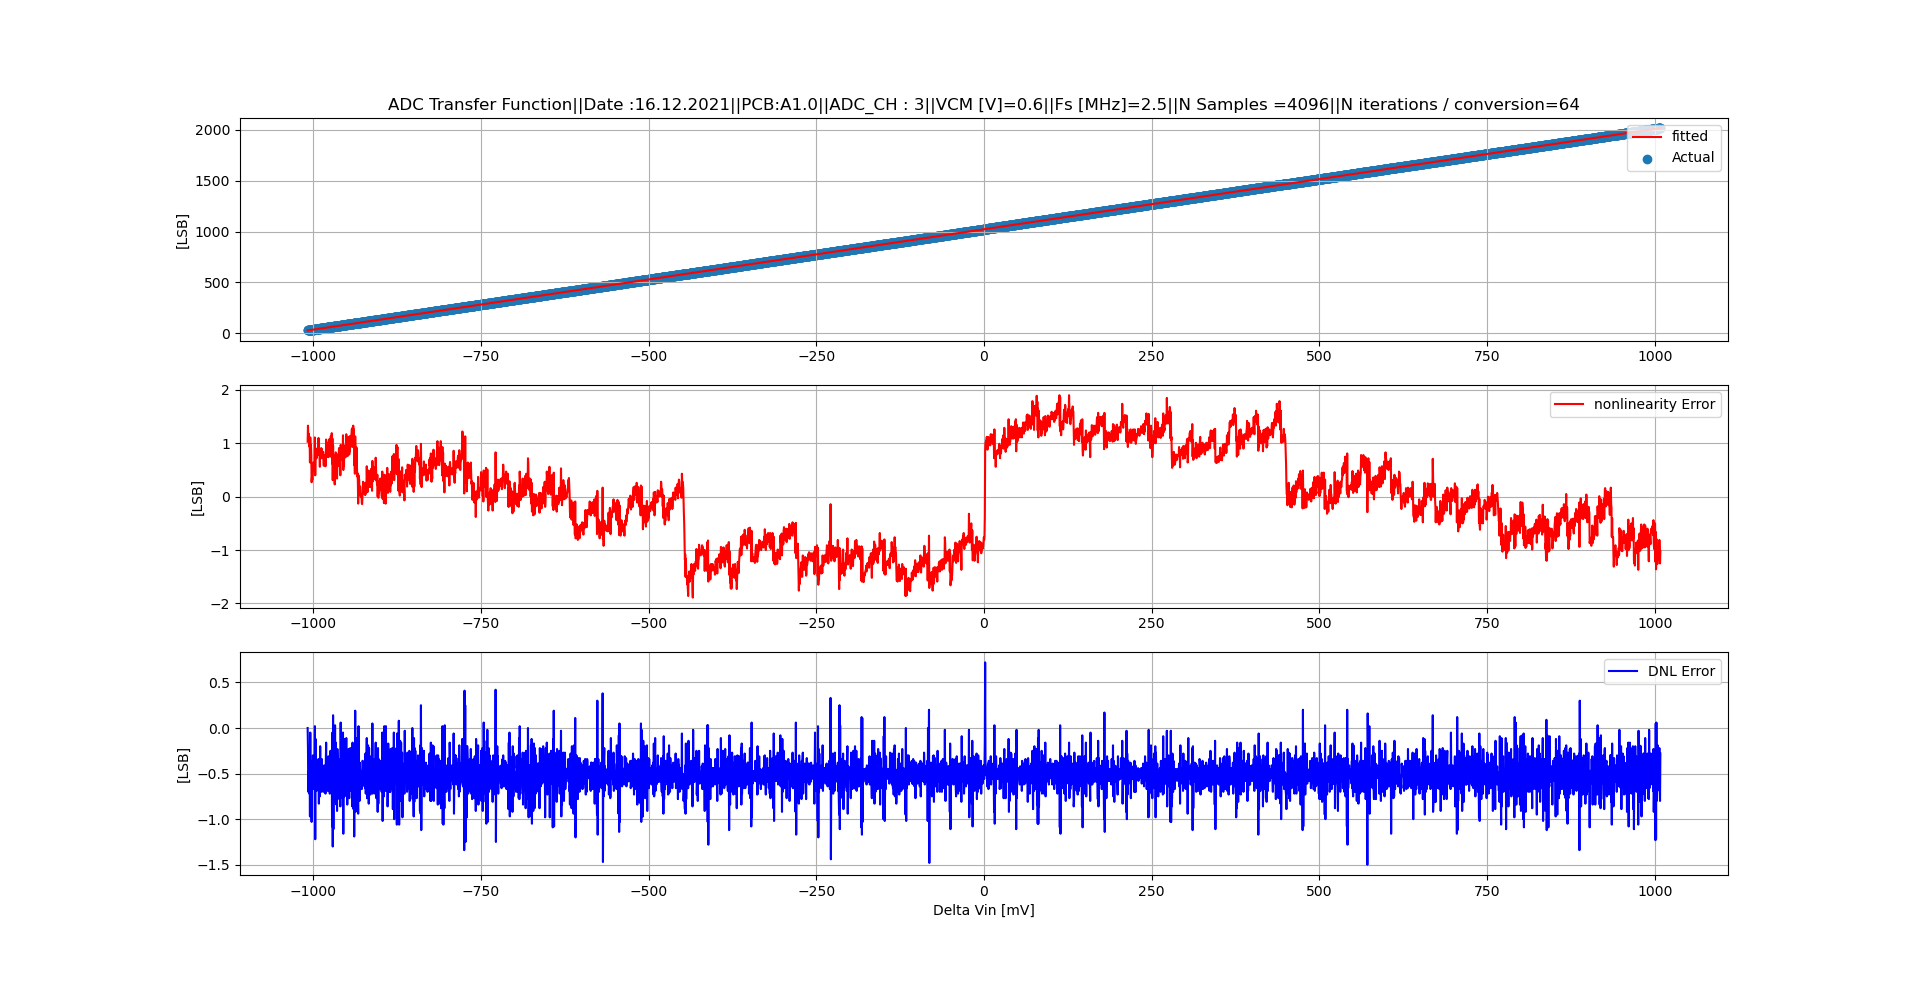 ADC Transfer Function||Date :16.12.2021||PCB:A1.0||ADC_CH : 3||VCM [V]=0.6||Fs [MHz]=2.5||N Samples =4096||N iterations / conversion=64
2000
1500
1000
500
0
[LSB]
fitted
Actual
−1000 −750 −500 −250 0 250 500 750 1000
2
1
0
−1
−2
[LSB]
nonlinearity Error
−1000 −750 −500 −250 0 250 500 750 1000
0.5
0.0
−0.5
−1.0
−1.5
[LSB]
DNL Error
−1000 −750 −500 −250 0 250 500 750 1000
Delta Vin [mV]